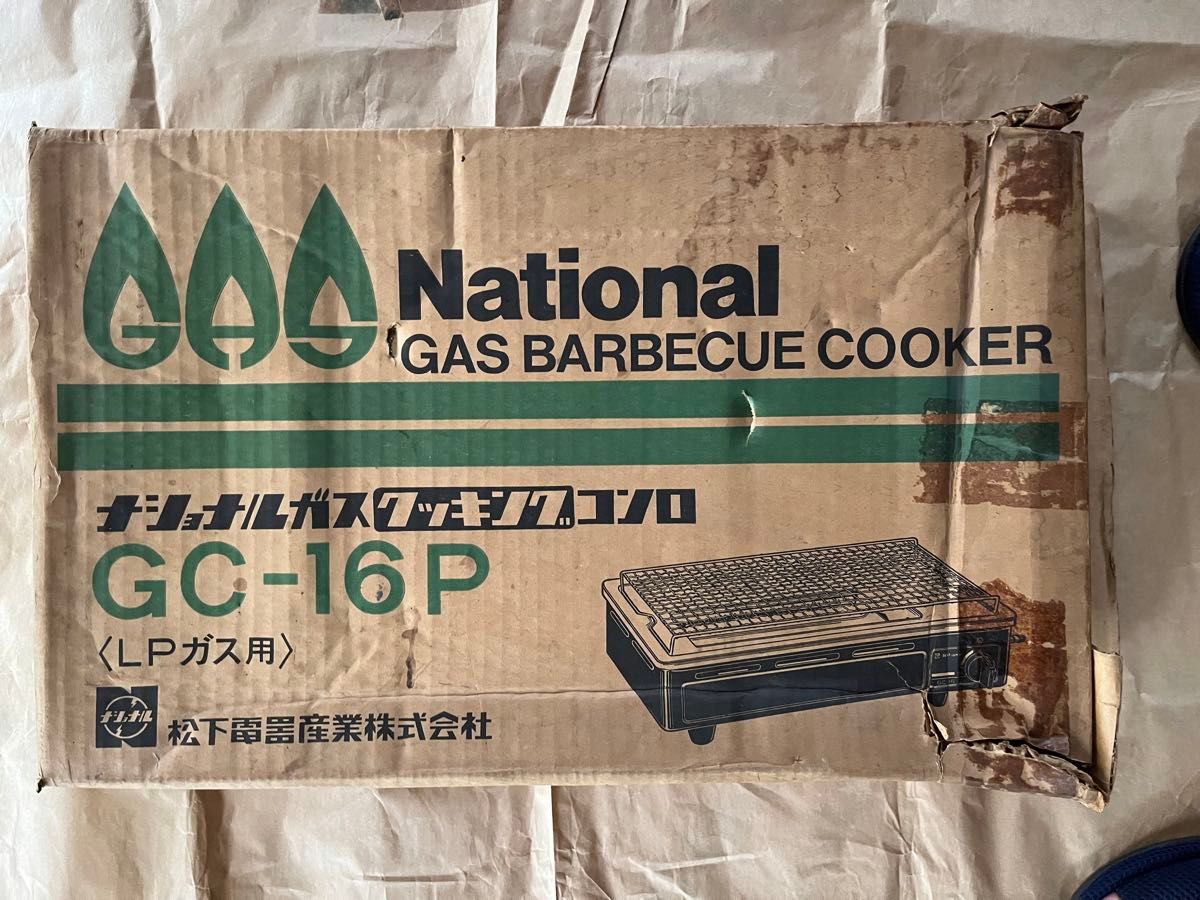 GAS
National
GAS BARBECUE COOKER
ナショナルガスクッキングコンロ
GC-16P
〈LPガス用〉
ナショナル
松下電器産業株式会社